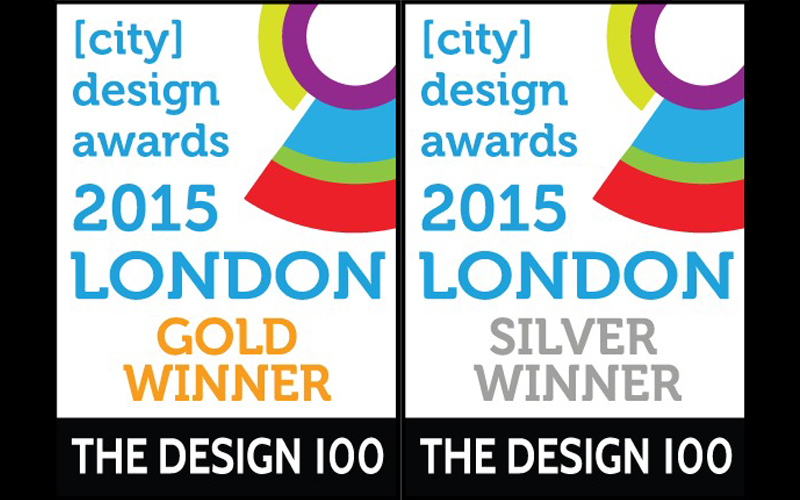 [city]
design
awards
2015
LONDON
GOLD
WINNER
THE DESIGN 100
[city]
design
awards
2015
LONDON
SILVER
WINNER
THE DESIGN 100